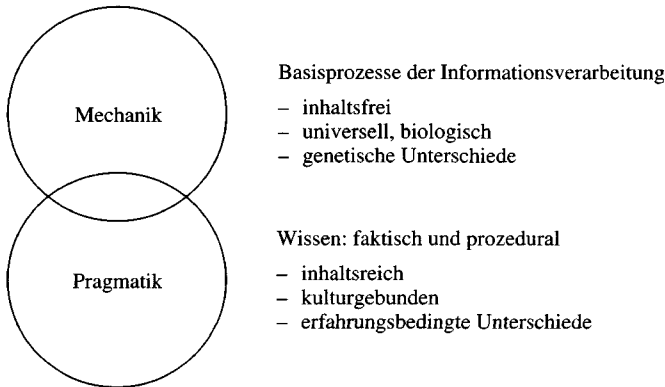 Mechanik
Basisprozesse der Informationsverarbeitung
– inhaltsfrei
– universell, biologisch
– genetische Unterschiede
Pragmatik
Wissen: faktisch und prozedural
– inhaltsreich
– kulturgebunden
– erfahrungsbedingte Unterschiede